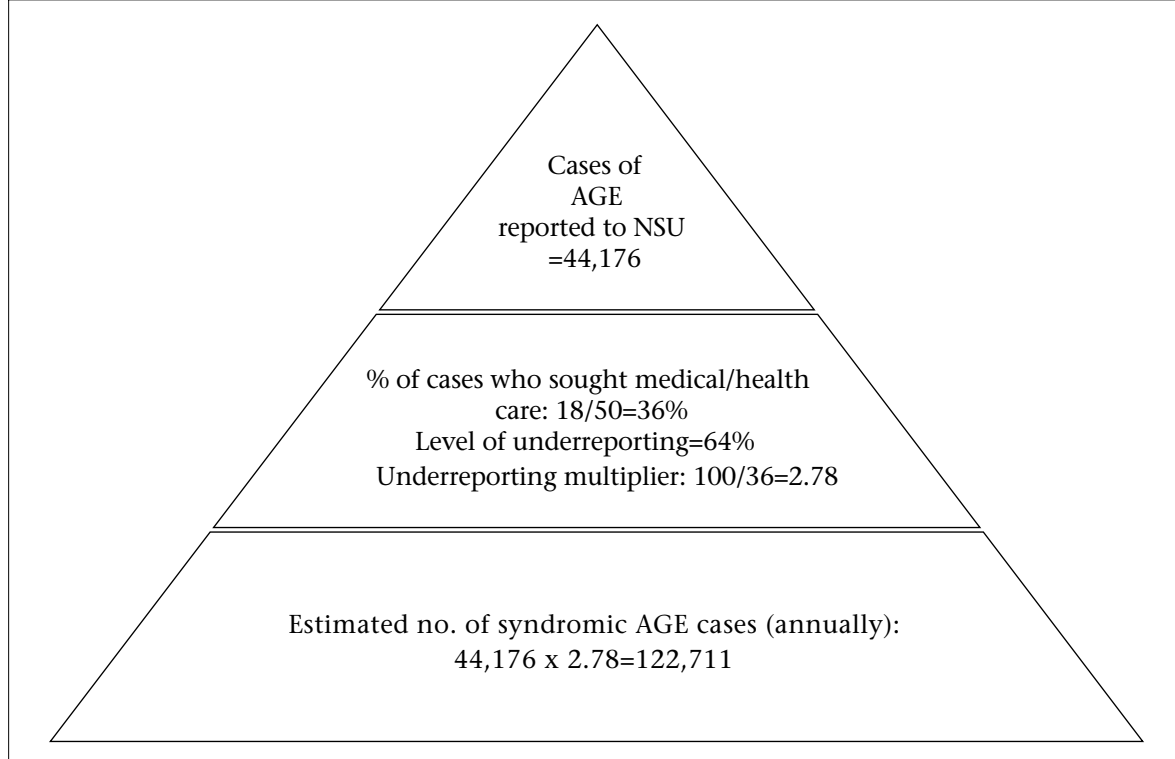 Cases of
AGE
reported to NSU
=44,176
% of cases who sought medical/health
care: 18/50=36%
Level of underreporting=64%
Underreporting multiplier: 100/36=2.78
Estimated no. of syndromic AGE cases (annually):
44,176 x 2.78=122,711